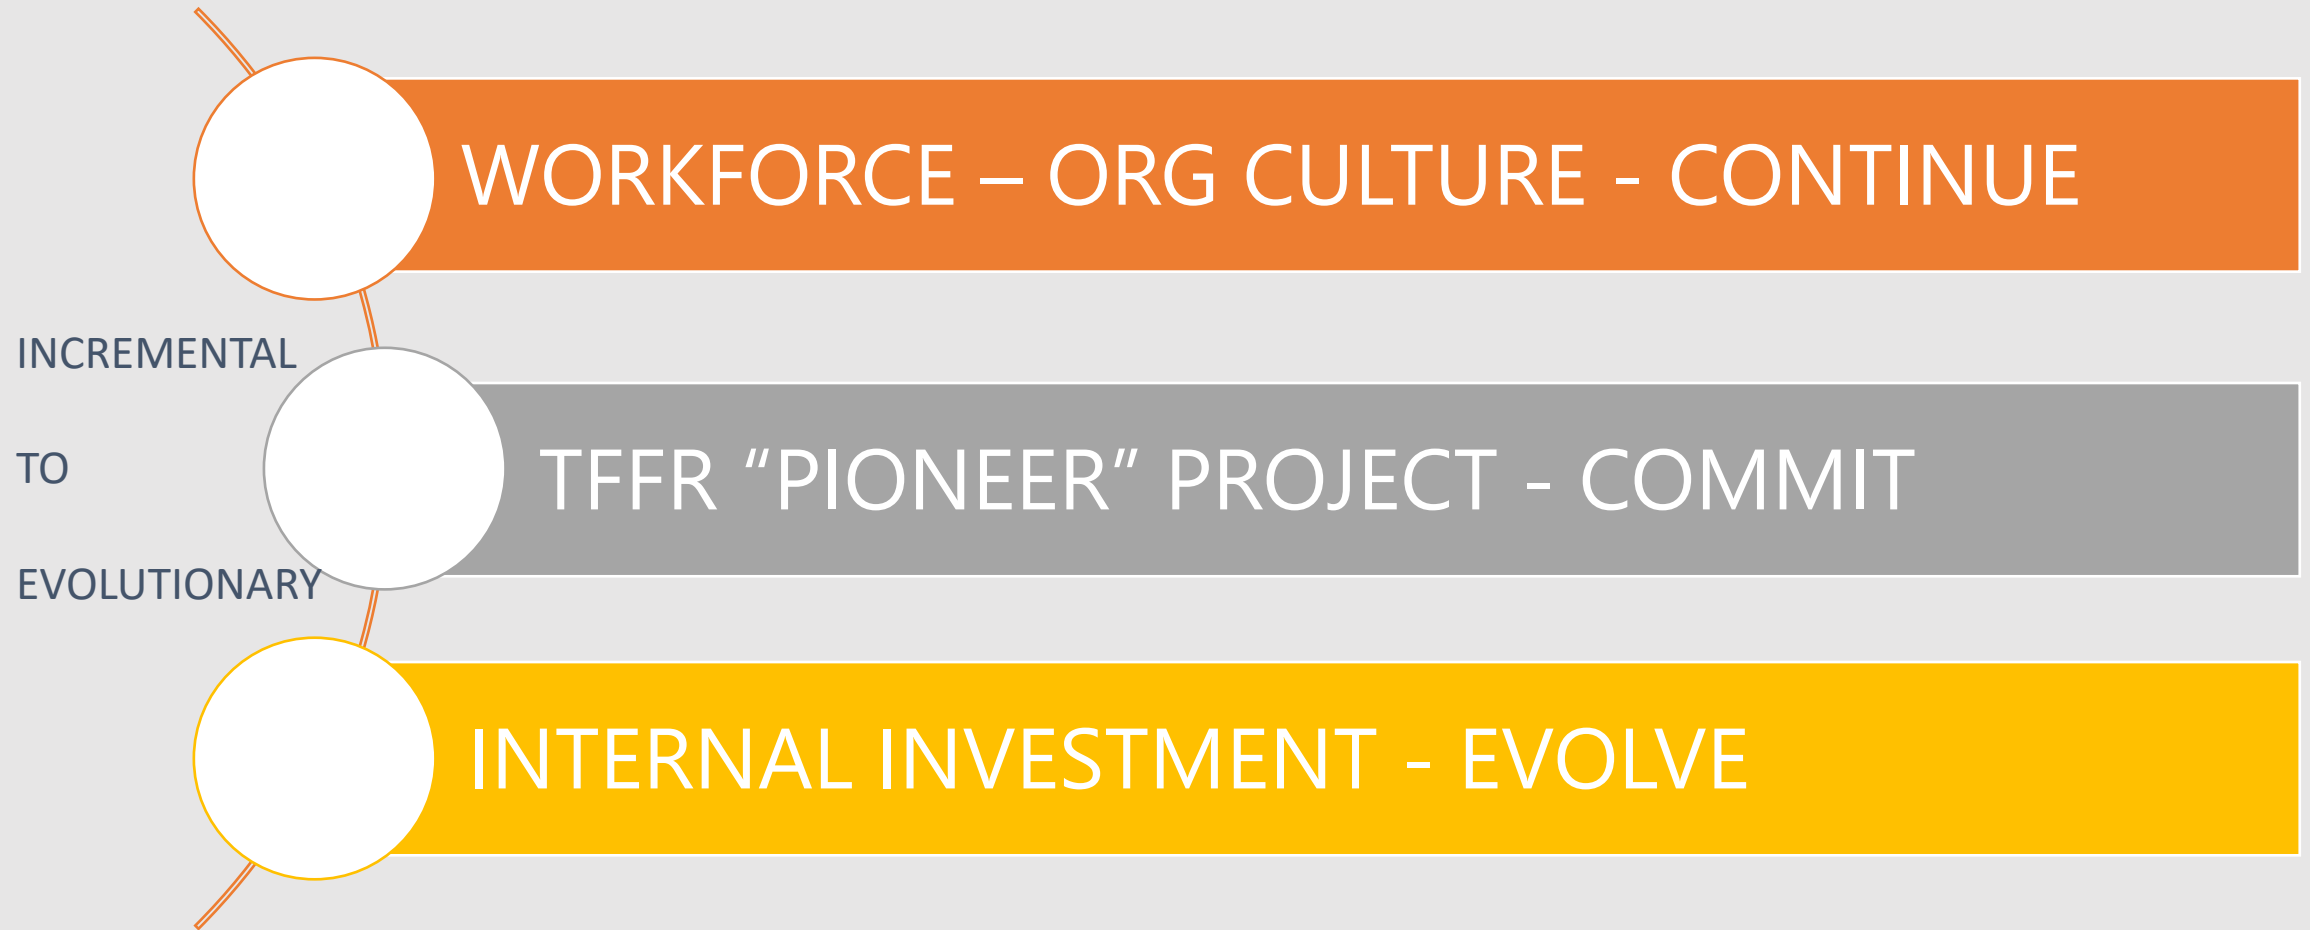 WORKFORCE – ORG CULTURE - CONTINUE
INCREMENTAL
TO
EVOLUTIONARY
TFFR “PIONEER” PROJECT - COMMIT
INTERNAL INVESTMENT - EVOLVE